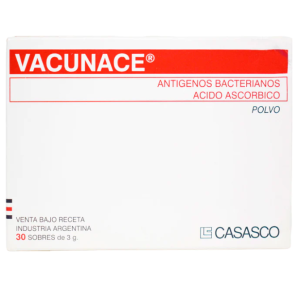 VACUNACE®
ANTIGENOS BACTERIANOS
ACIDO ASCORBICO
POLVO
VENTA BAJO RECETA
INDUSTRIA ARGENTINA
30 SOBRES de 3 g.
CASASCO